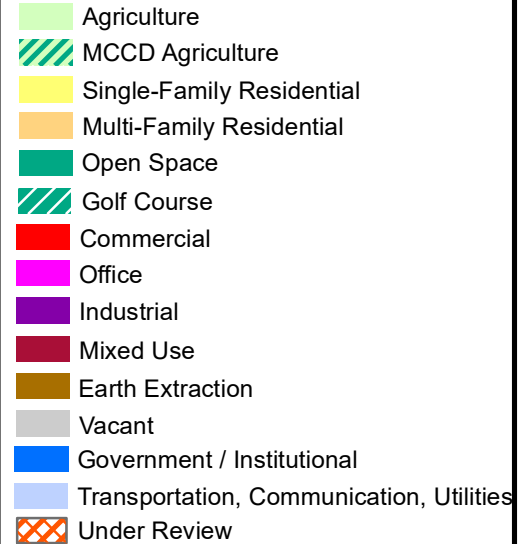 Agriculture
MCCD Agriculture
Single-Family Residential
Multi-Family Residential
Open Space
Golf Course
Commercial
Office
Industrial
Mixed Use
Earth Extraction
Vacant
Government / Institutional
Transportation, Communication, Utilities
Under Review